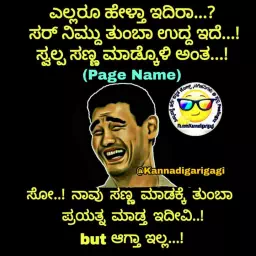 ಎಲ್ಲರೂ ಹೇಳ್ತಾ ಇದಿರಾ...?
ಸರ್ ನಿಮ್ದು ತುಂಬಾ ಉದ್ದ ಇದೆ...!
ಸ್ವಲ್ಪ ಸಣ್ಣ ಮಾಡ್ಕೊಳಿ ಅಂತ...!
(Page Name)
@Kannadigarigagi
ಸೋ..! ನಾವು ಸಣ್ಣ ಮಾಡಕ್ಕೆ ತುಂಬಾ
ಪ್ರಯತ್ನ ಮಾಡ್ತ ಇದೀವಿ..!
but ಆಗ್ತಾ ಇಲ್ಲ...!